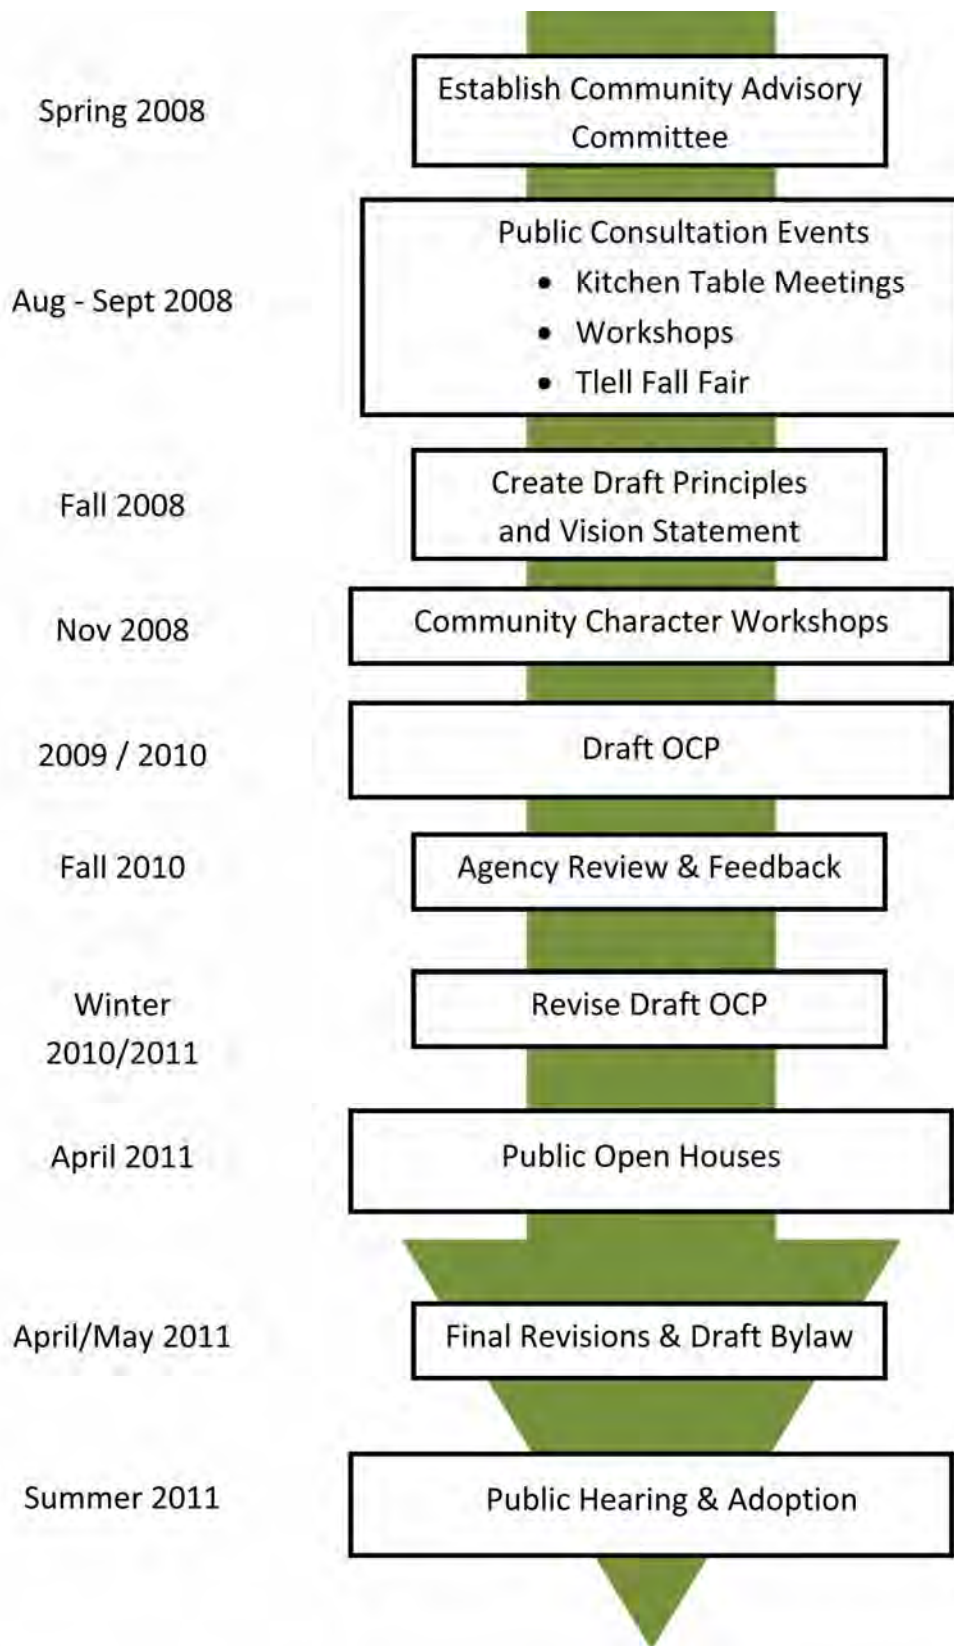 Spring 2008
Establish Community Advisory
Committee
Aug - Sept 2008
Public Consultation Events
• Kitchen Table Meetings
• Workshops
• Tlell Fall Fair
Fall 2008
Create Draft Principles
and Vision Statement
Nov 2008
Community Character Workshops
2009 / 2010
Draft OCP
Fall 2010
Agency Review & Feedback
Winter
2010/2011
Revise Draft OCP
April 2011
Public Open Houses
April/May 2011
Final Revisions & Draft Bylaw
Summer 2011
Public Hearing & Adoption